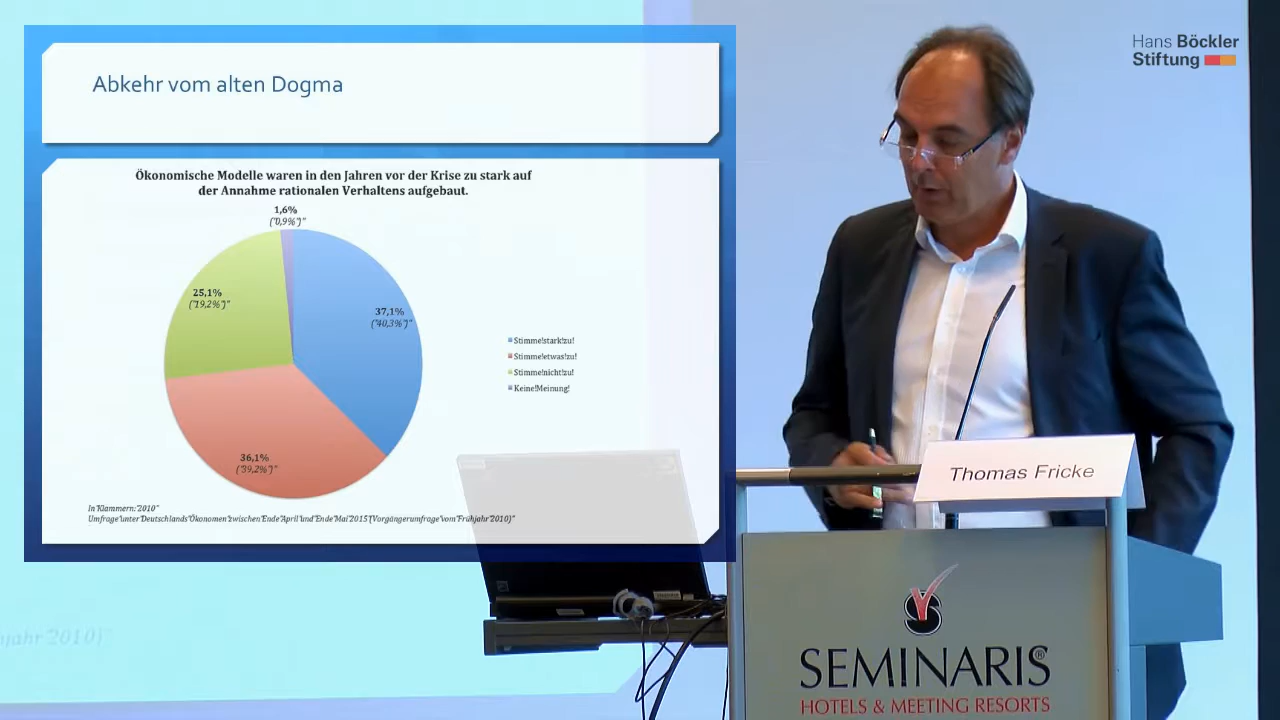 Abkehr vom alten Dogma
Ökonomische Modelle waren in den Jahren vor der Krise zu stark auf
der Annahme rationalen Verhaltens aufgebaut.
1,6%
("0,9%")"
25,1%
("19,2%")"
37,1%
("40,3%")"
36,1%
("39,2%")"
Stimme!stark!zu!
Stimme!etwas!zu!
Stimme!nicht!zu!
Keine!Meinung!
In"Klammern:"2010"
Umfrage"unter"Deutschlands"Ökonomen"zwischen"Ende"April"und"Ende"Mai"2015"(Vorgängerumfrage"vom"Frühjahr"2010)"
Hans Böckler
Stiftung
Thomas Fricke
SEMINARIS®
HOTELS & MEETING RESORTS
jahr"2010)"